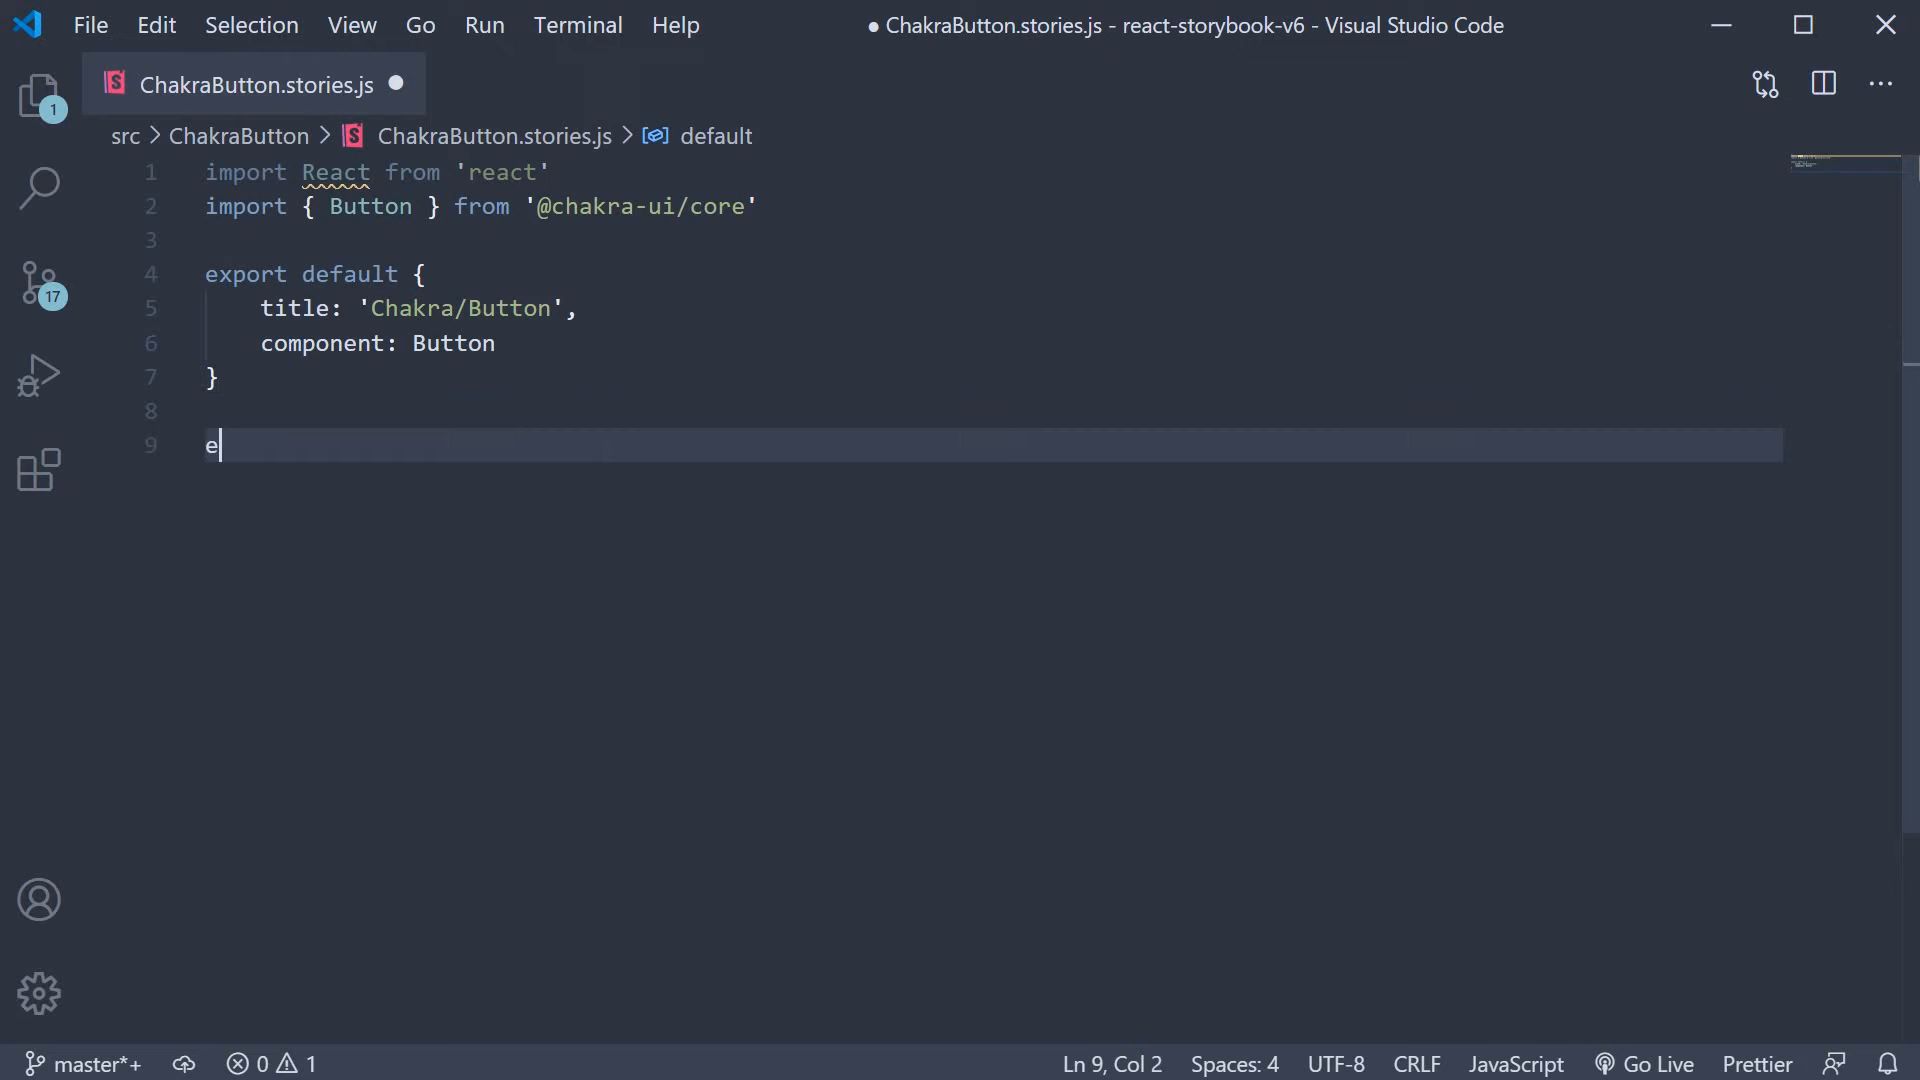 File Edit Selection View Go Run Terminal Help ● ChakraButton.stories.js - react-storybook-v6 - Visual Studio Code
ChakraButton.stories.js
1
src > ChakraButton > ChakraButton.stories.js > default
1 import React from 'react'
2 import { Button } from '@chakra-ui/core'
3
4 export default {
5 title: 'Chakra/Button',
6 component: Button
7 }
8
9 e
17
master*+ 0 1 Ln 9, Col 2 Spaces: 4 UTF-8 CRLF JavaScript Go Live Prettier